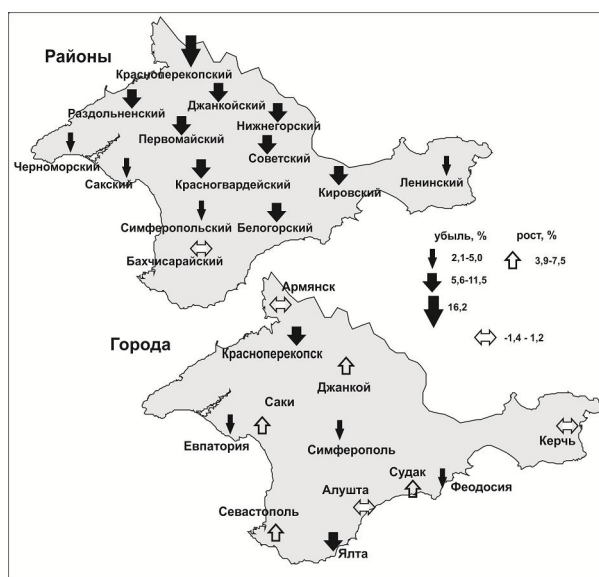 Районы
Красноперекопский
Раздольненский
Джанкойский
Нижнегорский
Первомайский
Советский
Черноморский
Сакский
Красногвардейский
Кировский
Ленинский
Симферопольский
Белогорский
Бахчисарайский
убыль, %
рост, %
2,1-5,0
3,9-7,5
5,6-11,5
16,2
-1,4 - 1,2
Города
Армянск
Красноперекопск
Джанкой
Саки
Евпатория
Симферополь
Керчь
Судак
Феодосия
Алушта
Севастополь
Ялта